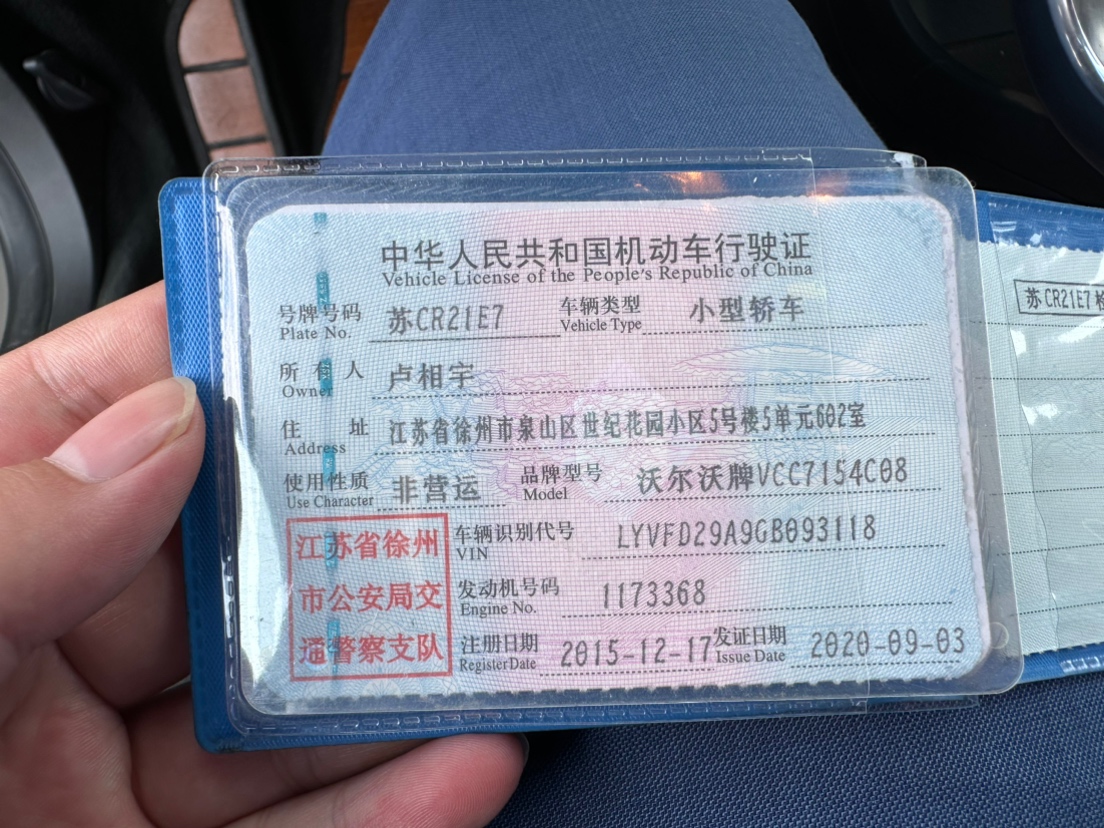 中华人民共和国机动车行驶证
Vehicle License of the People's Republic of China
号牌号码 苏CR21E7 车辆类型 小型轿车
Plate No. Vehicle Type
所有人 卢相宇
Owner
住址 江苏省徐州市泉山区世纪花园小区5号楼5单元602室
Address
使用性质 非营运 品牌型号 沃尔沃牌VCC7154C08
Use Character Model
江苏省徐州
市公安局交
通警察支队
车辆识别代号 LYVFD29A9GB093118
VIN
发动机号码 1173368
Engine No.
注册日期 2015-12-17 发证日期 2020-09-03
Register Date Issue Date
苏CR21E7